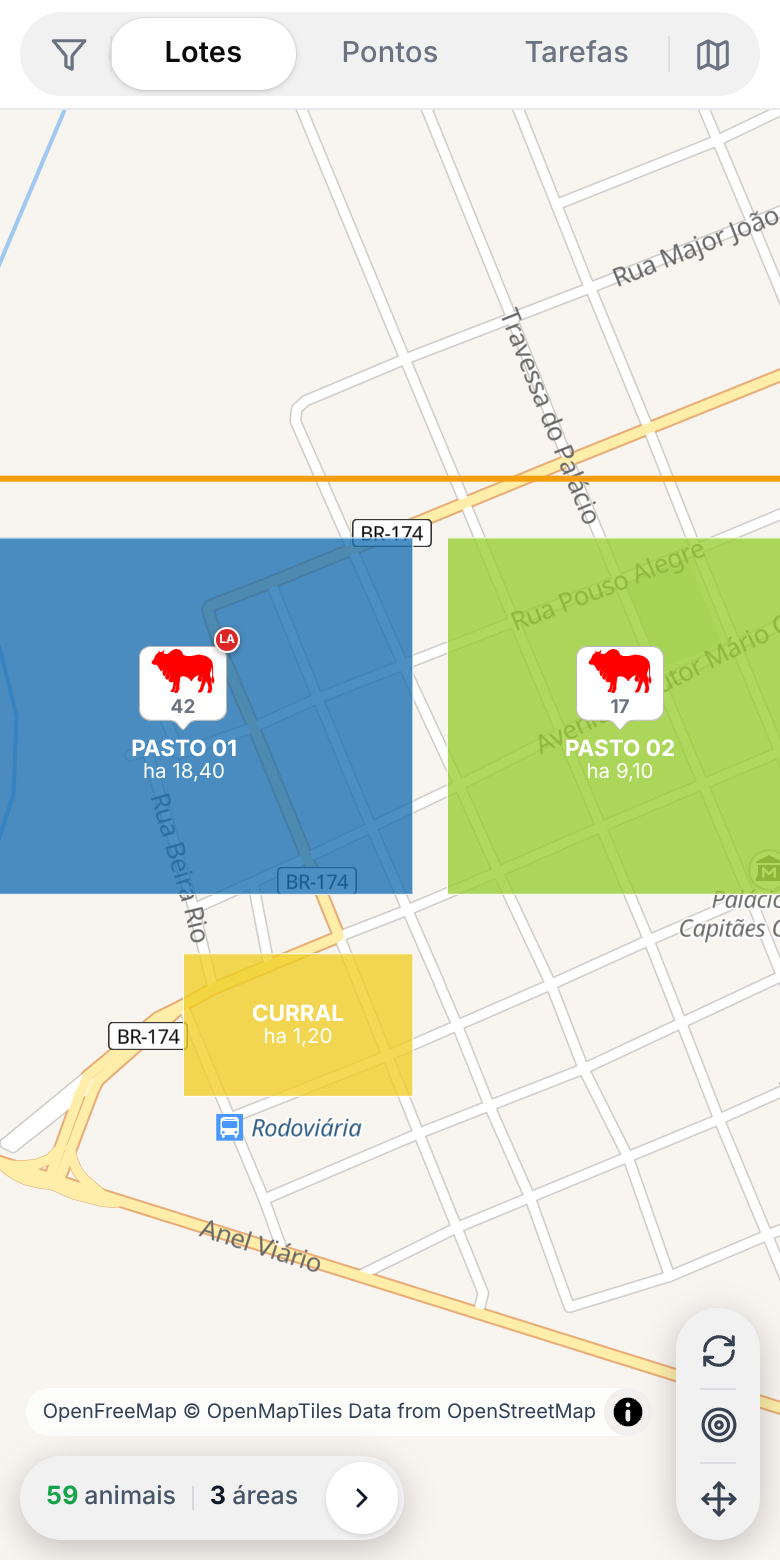 Lotes
Pontos
Tarefas
Rua Major João
Travessa do Palácio
BR-174
Rua Pouso Alegre
LA
42
PASTO 01
ha 18,40
17
PASTO 02
ha 9,10
Rua Beira Rio
BR-174
Palácio
Capitães
CURRAL
ha 1,20
BR-174
Rodoviária
Anel Viário
OpenFreeMap © OpenMapTiles Data from OpenStreetMap
59 animais
3 áreas